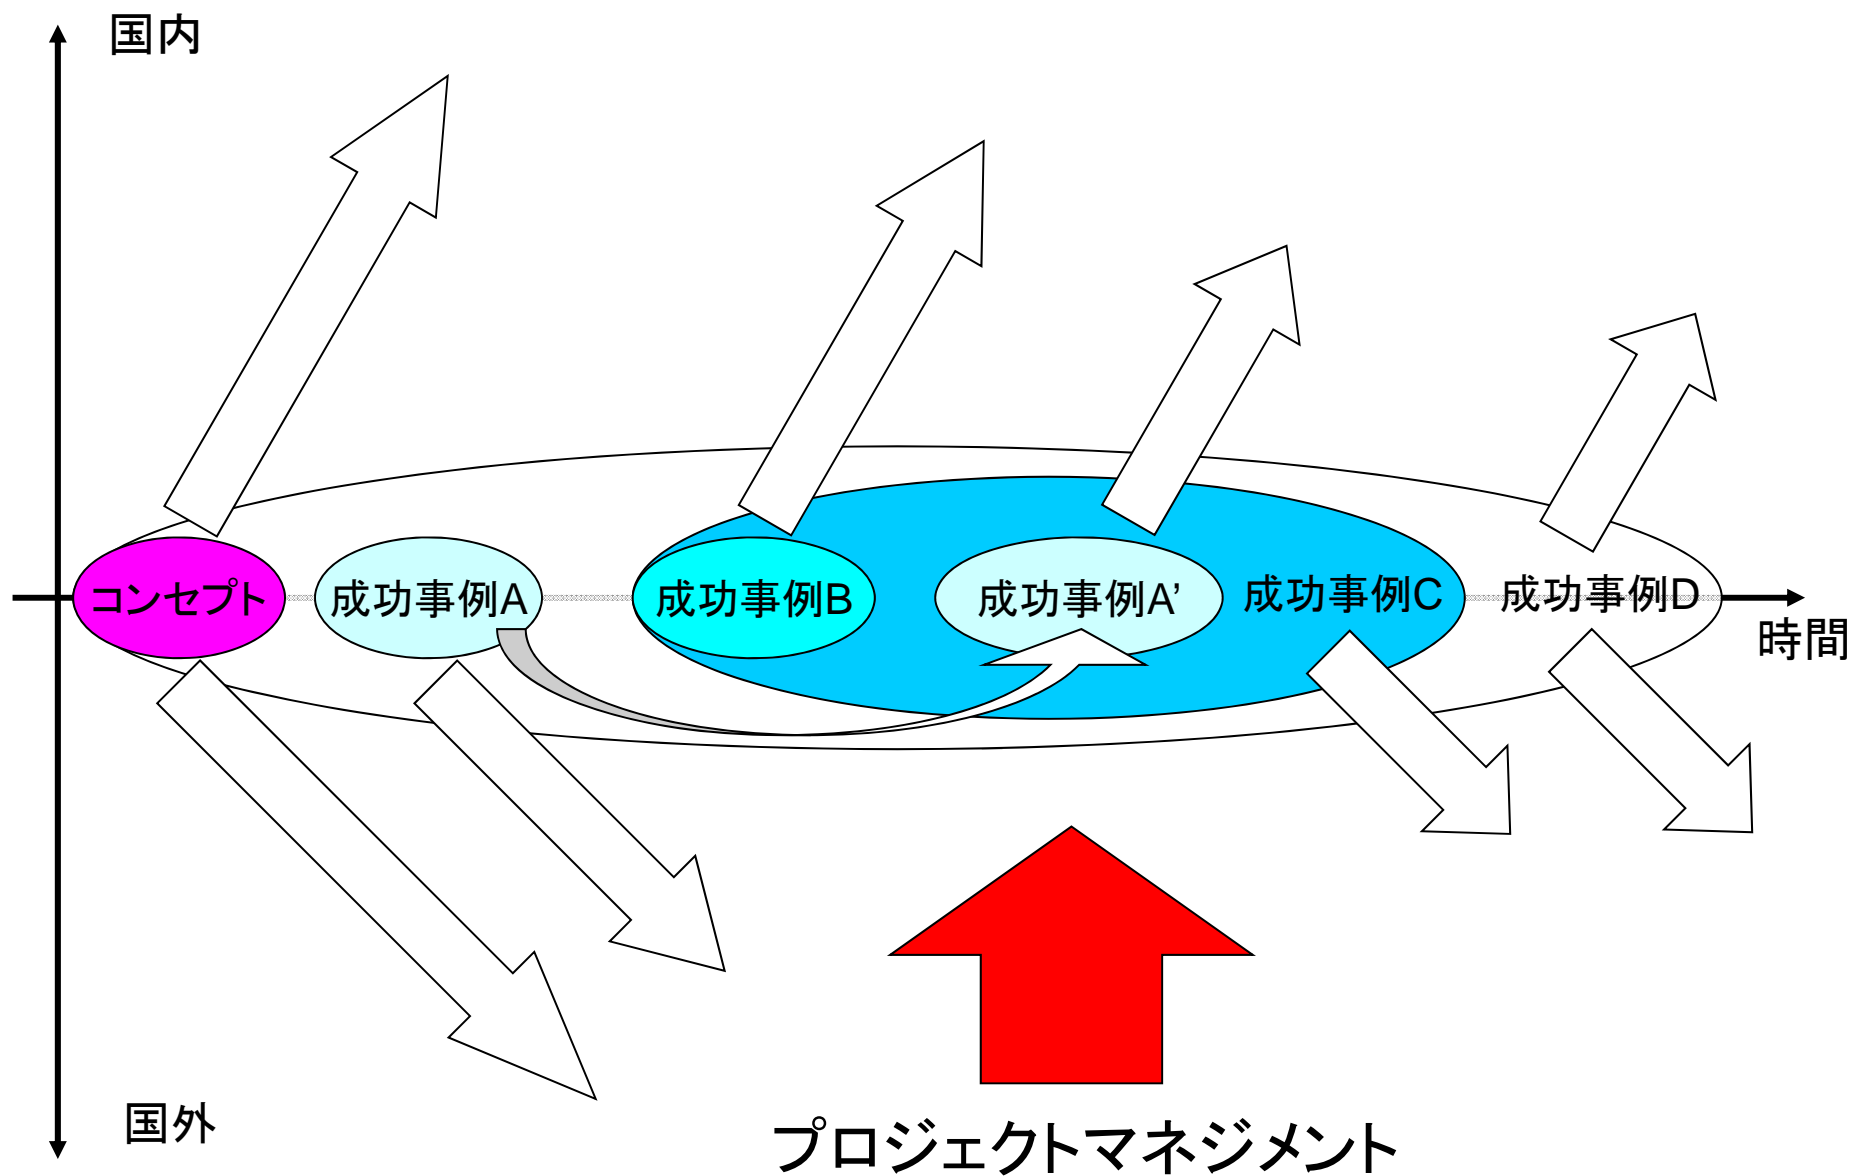 国内
コンセプト
成功事例A
成功事例B
成功事例A’
成功事例C
成功事例D
時間
国外
プロジェクトマネジメント